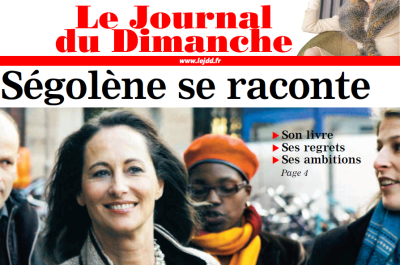 Le Journal
du Dimanche
www.lejdd.fr
Ségolène se raconte
Son livre
Ses regrets
Ses ambitions
Page 4